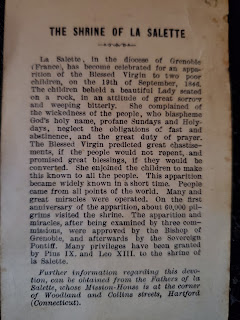 THE SHRINE OF LA SALETTE
La Salette, in the diocese of Grenoble
(France), has become celebrated for an appa-
rition of the Blessed Virgin to two poor
children, on the 19th of September, 1846.
The children beheld a beautiful Lady seated
on a rock, in an attitude of great sorrow
and weeping bitterly. She complained of
the wickedness of the people, who blaspheme
God's holy name, profane Sundays and Holy-
days, neglect the obligations of fast and
abstinence, and the great duty of prayer.
The Blessed Virgin predicted great chastise-
ments, if the people would not repent, and
promised great blessings, if they would be
converted. She enjoined the children to make
this known to all the people. This apparition
became widely known in a short time. People
came from all points of the world. Many and
great miracles were operated. On the first
anniversary of the apparition, about 60,000 pil-
grims visited the shrine. The apparition and
miracles, after being examined by three com-
missions, were approved by the Bishop of
Grenoble, and afterwards by the Sovereign
Pontiff. Many privileges have been granted
by Pius IX. and Leo XIII. to the shrine of
la Salette.
Further information regarding this devo-
tion, can be obtained from the Fathers of
la Salette, whose Mission-House is at the
corner of Woodland and Collins streets, Hartford
(Connecticut).